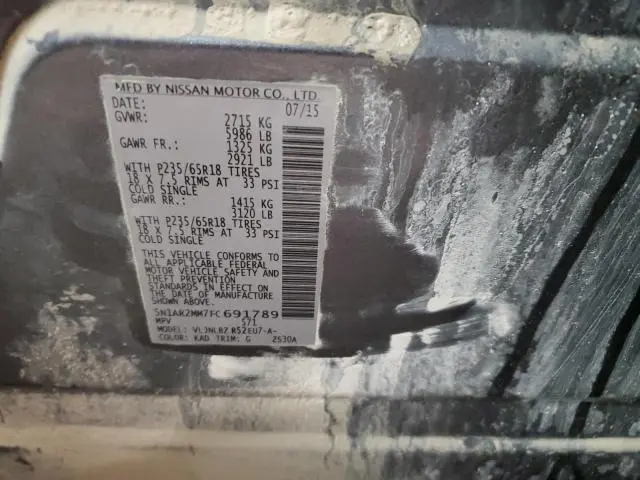 MFD BY NISSAN MOTOR CO., LTD.
DATE: 07/15
GVWR: 2715 KG
5986 LB
GAWR FR.: 1325 KG
2921 LB
WITH P235/65R18 TIRES
18 X 7.5 RIMS AT 33 PSI
COLD SINGLE
GAWR RR.: 1415 KG
3120 LB
WITH P235/65R18 TIRES
18 X 7.5 RIMS AT 33 PSI
COLD SINGLE
THIS VEHICLE CONFORMS TO
ALL APPLICABLE FEDERAL
MOTOR VEHICLE SAFETY AND
THEFT PREVENTION
STANDARDS IN EFFECT ON
THE DATE OF MANUFACTURE
SHOWN ABOVE.
5N1AR2MM7FC691789
MPV 571
MODEL: VLJNLBZ R52EU7-A-
COLOR: KAD TRIM: G 2S30A